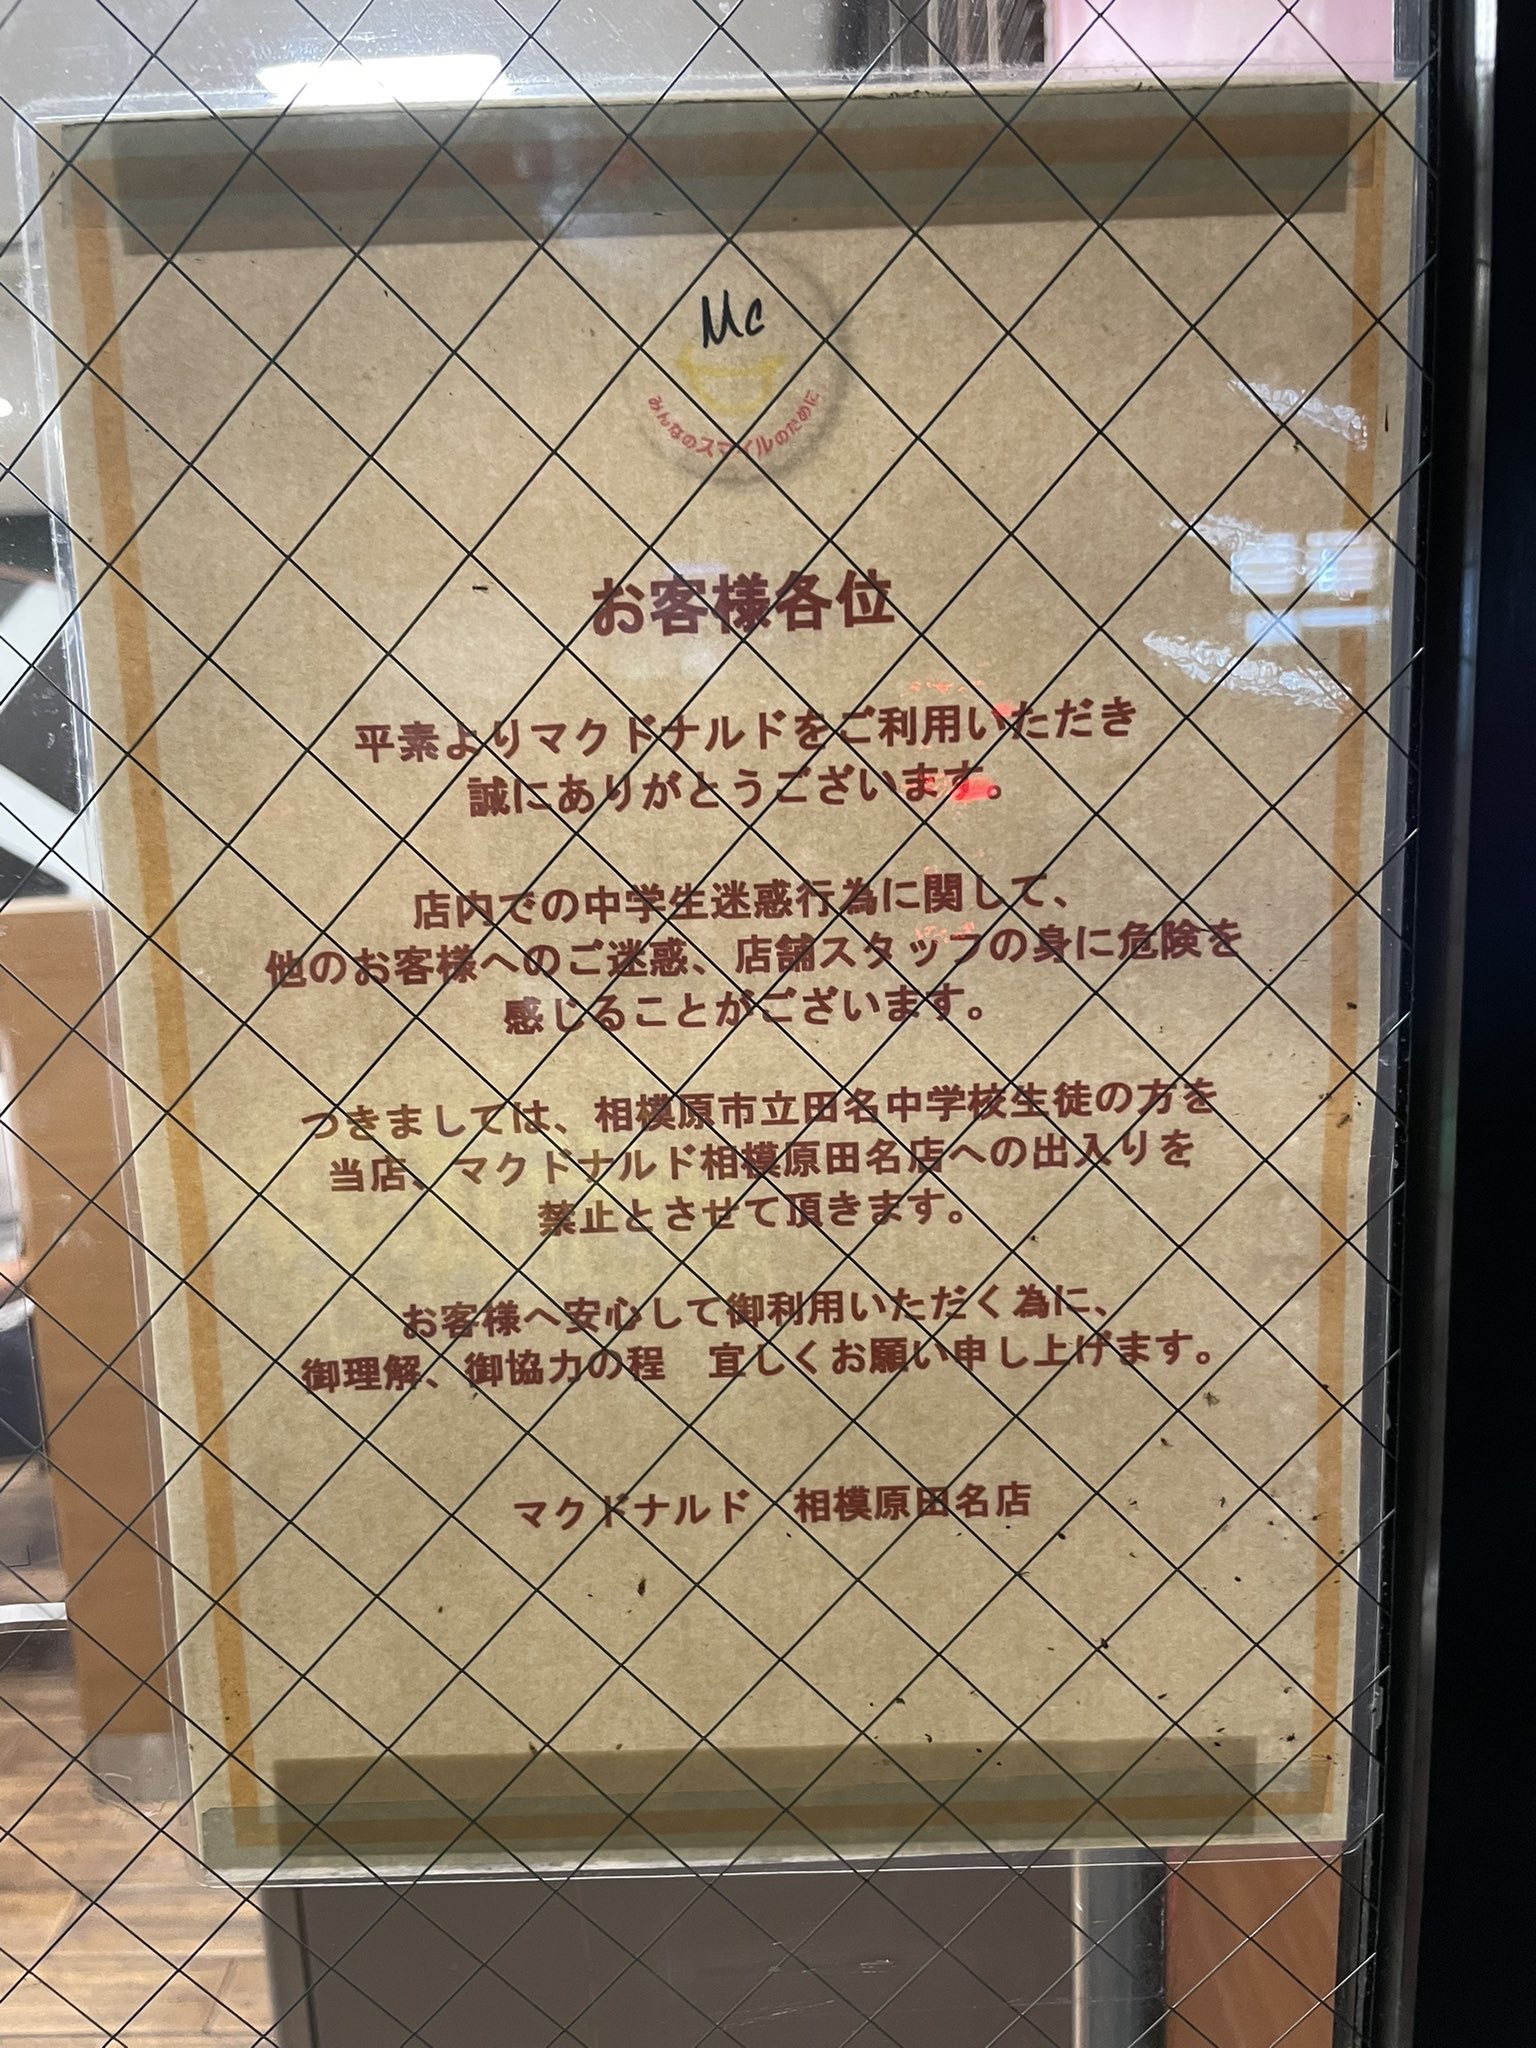 Mc
みんなのスマイルのために
お客様各位
平素よりマクドナルドをご利用いただき
誠にありがとうございます。
店内での中学生迷惑行為に関して、
他のお客様へのご迷惑、店舗スタッフの身に危険を
感じることがございます。
つきましては、相模原市立田名中学校生徒の方を
当店、マクドナルド相模原田名店への出入りを
禁止とさせて頂きます。
お客様へ安心して御利用いただく為に、
御理解、御協力の程　宜しくお願い申し上げます。
マクドナルド　相模原田名店